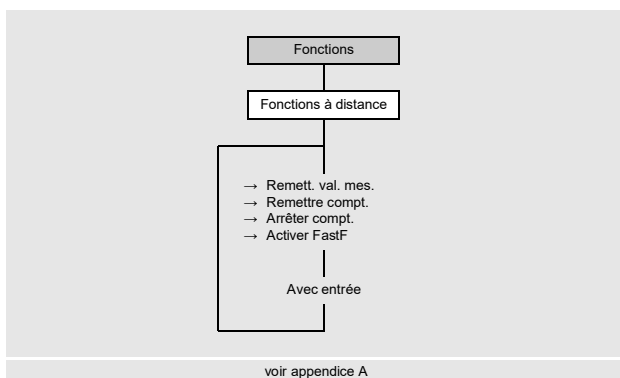 Fonctions
Fonctions à distance
→ Remett. val. mes.
→ Remettre compt.
→ Arrêter compt.
→ Activer FastF
Avec entrée
voir appendice A